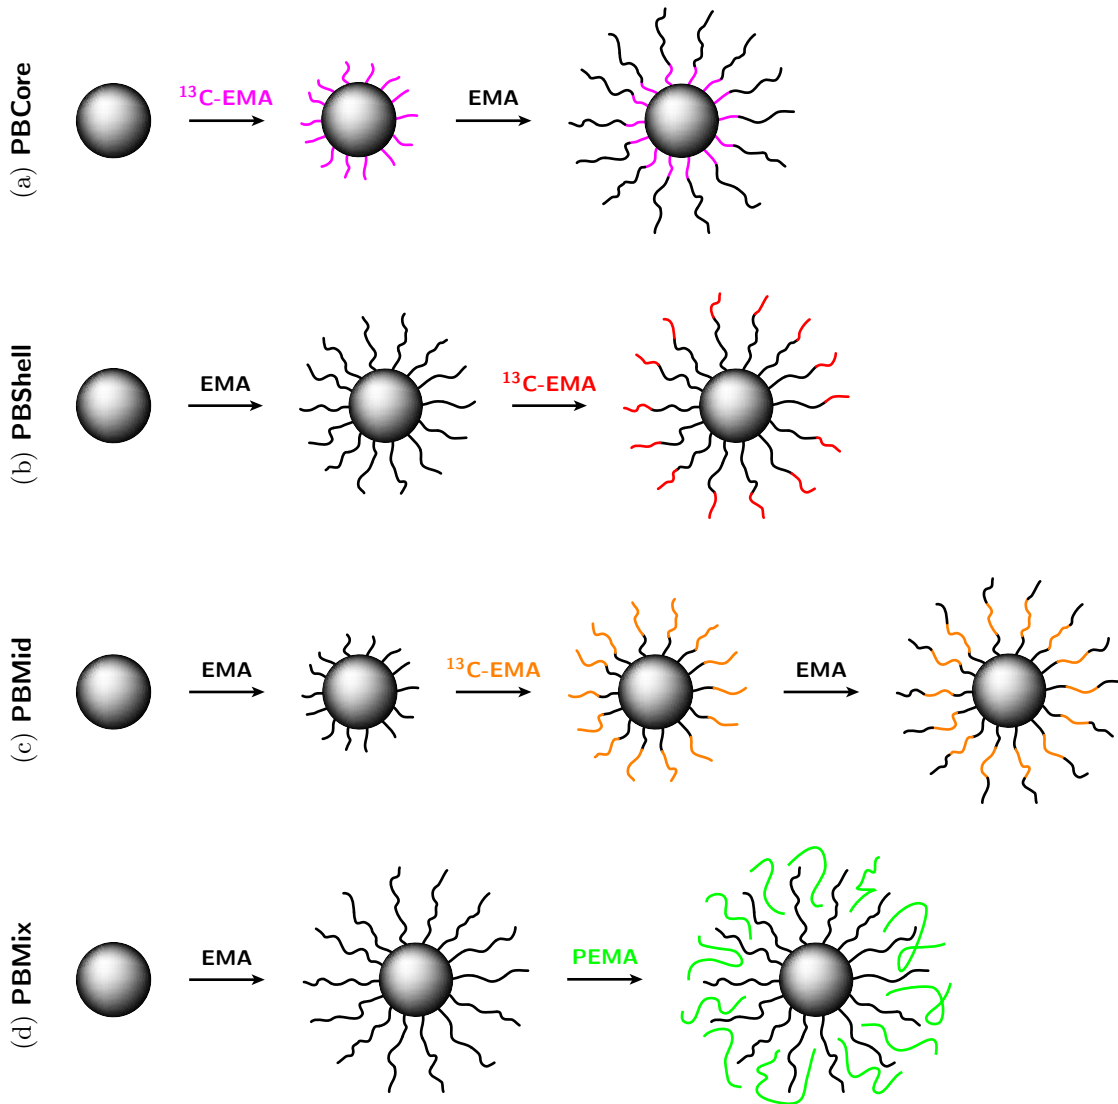 (a) PBCore
¹³C-EMA
EMA
(b) PBShell
EMA
¹³C-EMA
(c) PBMid
EMA
¹³C-EMA
EMA
(d) PBMix
EMA
PEMA